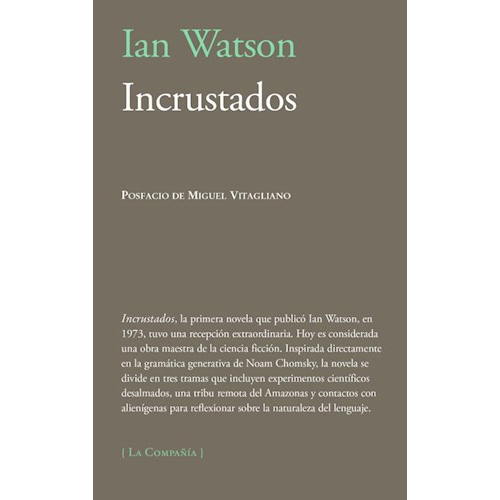 Ian Watson
Incrustados
Posfacio de Miguel Vitagliano
Incrustados, la primera novela que publicó Ian Watson, en
1973, tuvo una recepción extraordinaria. Hoy es considerada
una obra maestra de la ciencia ficción. Inspirada directamente
en la gramática generativa de Noam Chomsky, la novela se
divide en tres tramas que incluyen experimentos científicos
desalmados, una tribu remota del Amazonas y contactos con
alienígenas para reflexionar sobre la naturaleza del lenguaje.
{ La Compañía }